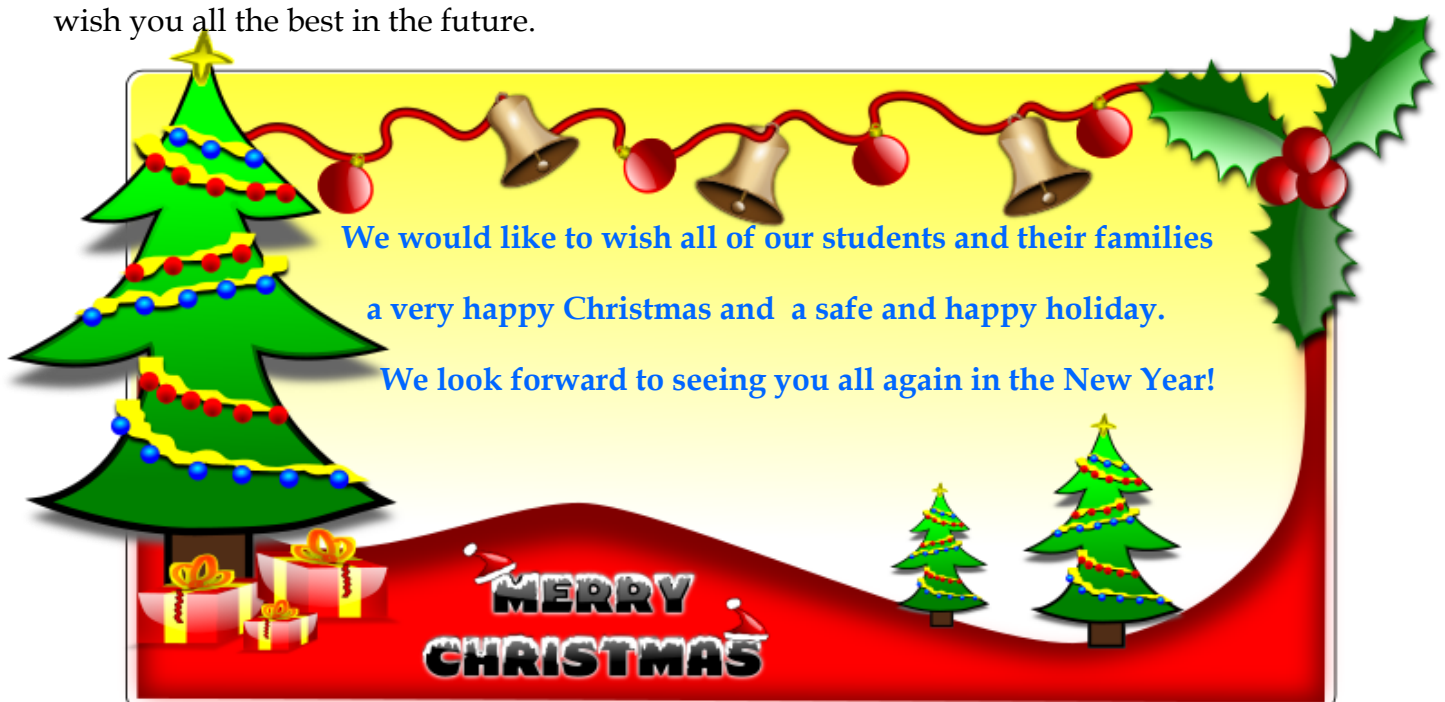 wish you all the best in the future.
We would like to wish all of our students and their families
a very happy Christmas and  a safe and happy holiday.
We look forward to seeing you all again in the New Year!
MERRY
CHRISTMAS